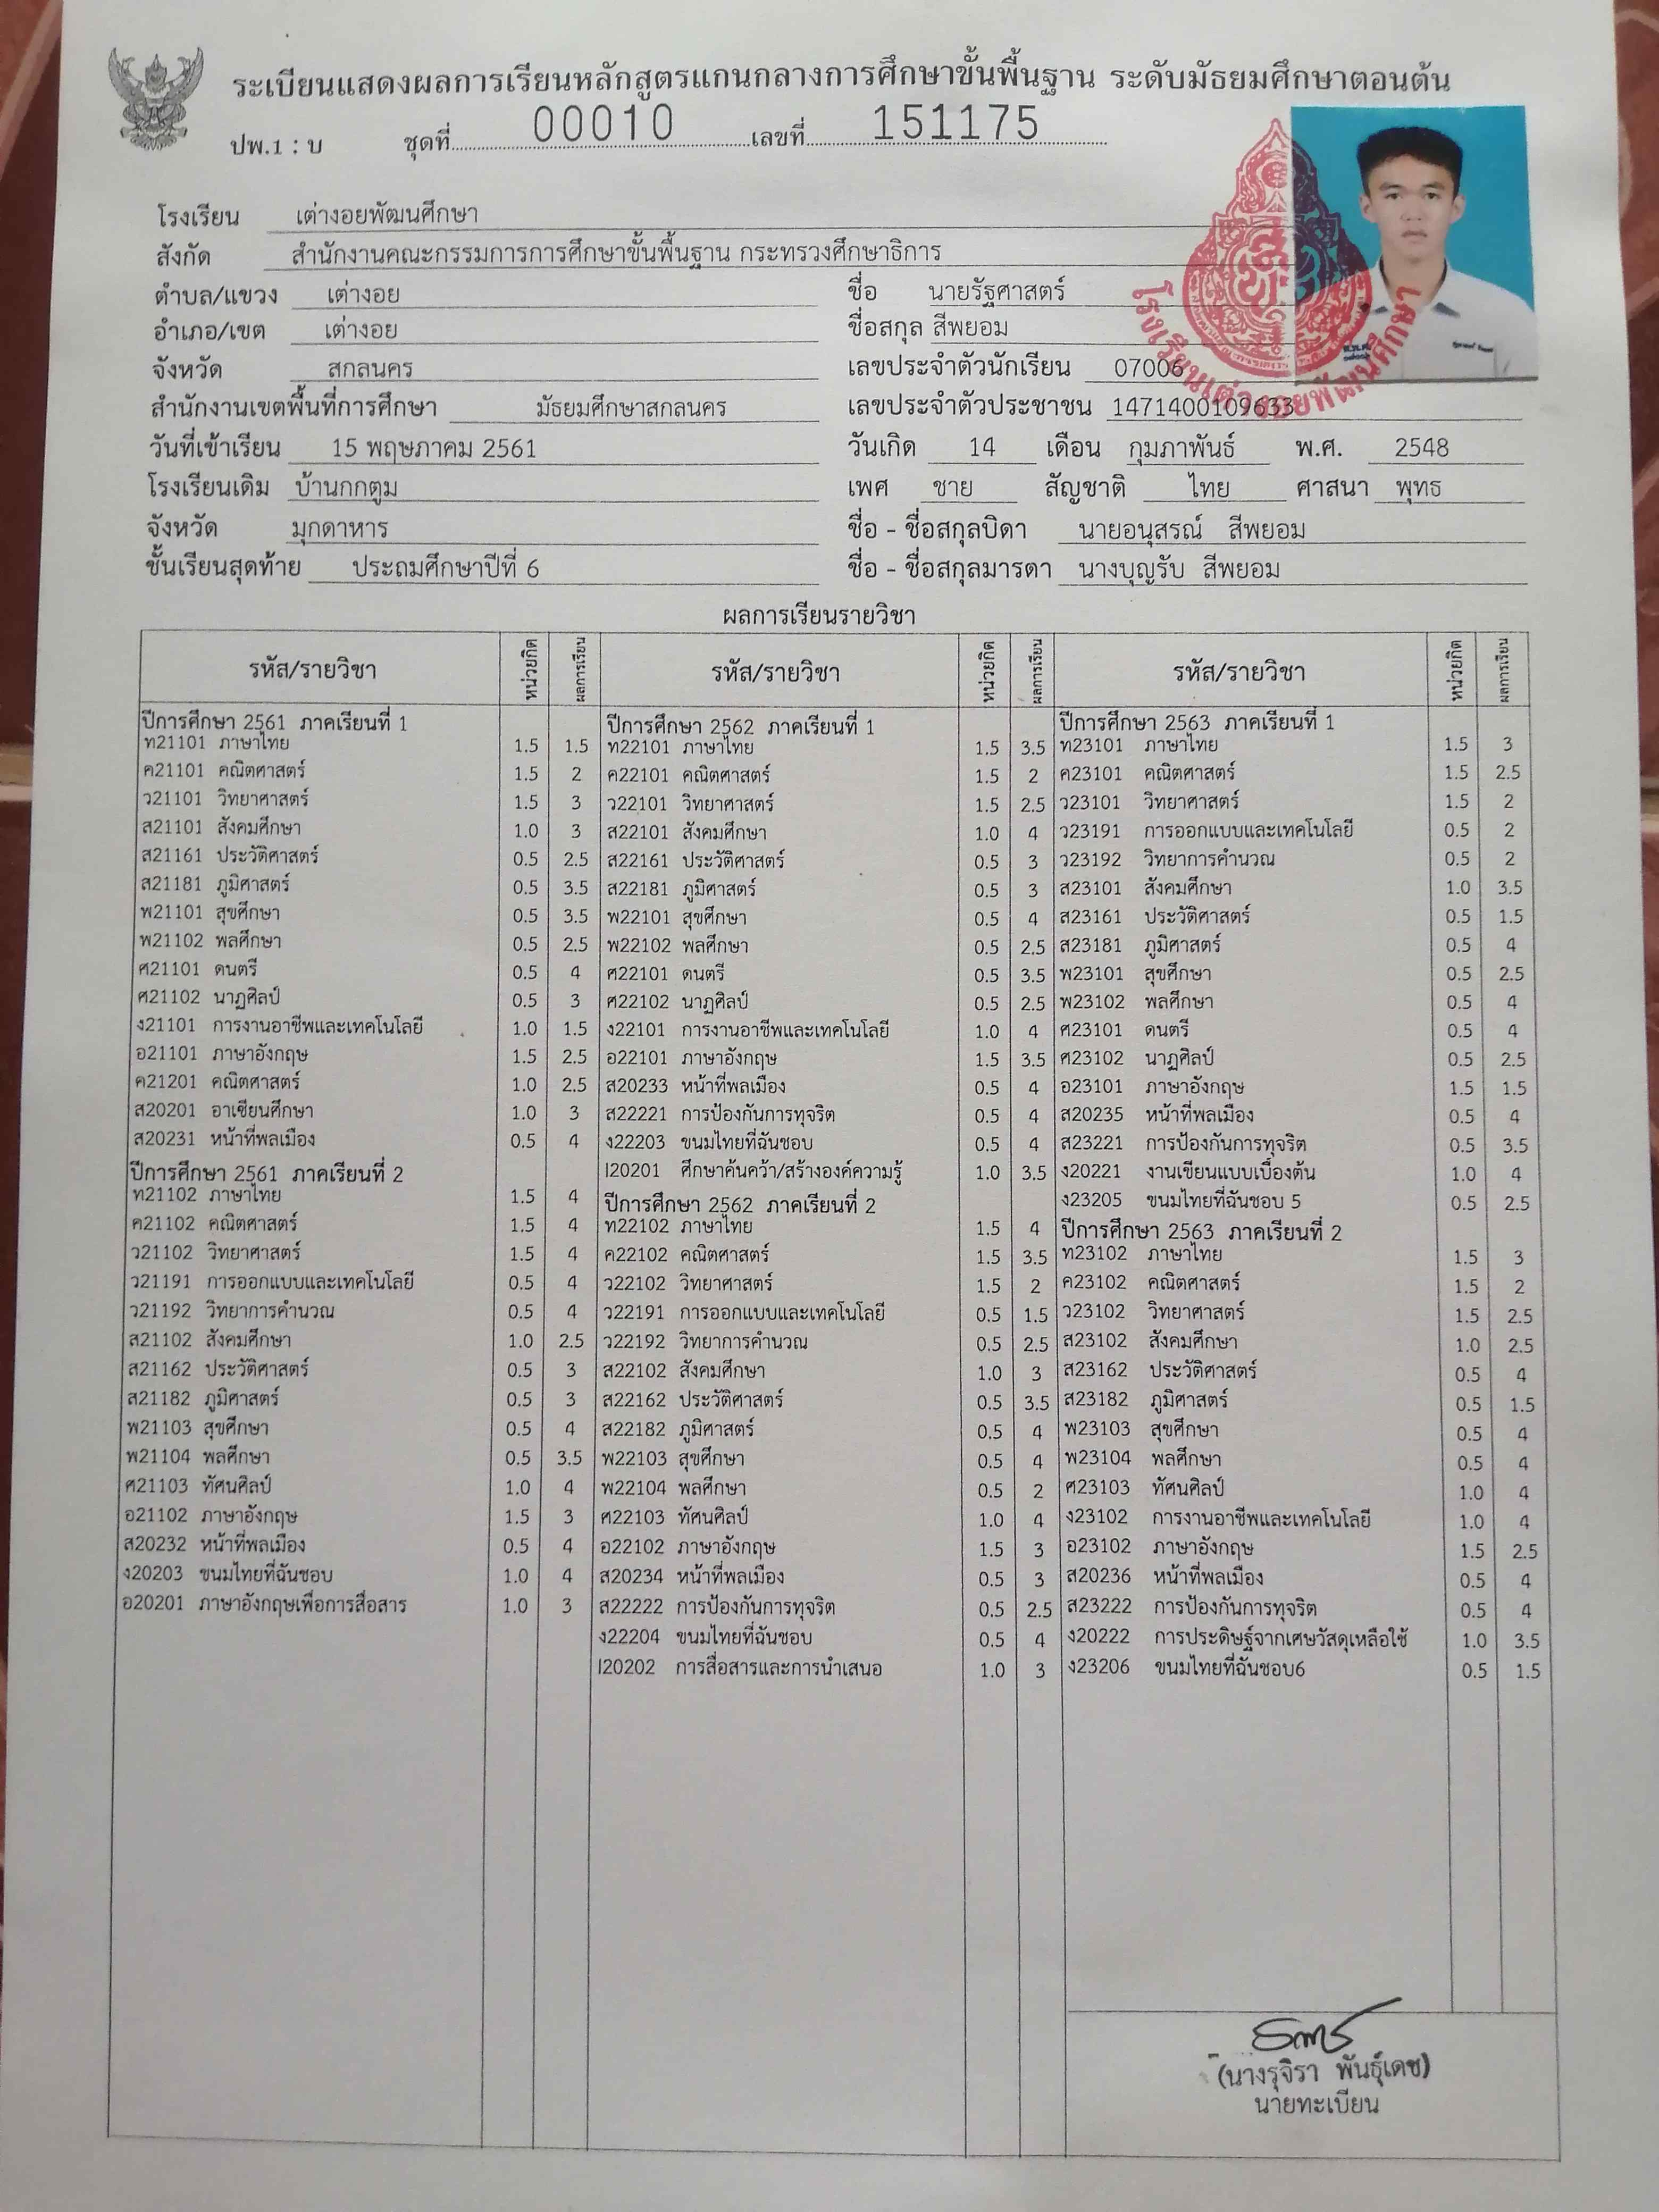 ระเบียนแสดงผลการเรียนหลักสูตรแกนกลางการศึกษาขั้นพื้นฐาน ระดับมัธยมศึกษาตอนต้น
ปพ.1 : บ ชุดที่ 00010 เลขที่ 151175
โรงเรียน เต่างอยพัฒนศึกษา
สังกัด สำนักงานคณะกรรมการการศึกษาขั้นพื้นฐาน กระทรวงศึกษาธิการ
ตำบล/แขวง เต่างอย
อำเภอ/เขต เต่างอย
จังหวัด สกลนคร
สำนักงานเขตพื้นที่การศึกษา มัธยมศึกษาสกลนคร
วันที่เข้าเรียน 15 พฤษภาคม 2561
โรงเรียนเดิม บ้านกกตูม
จังหวัด มุกดาหาร
ชั้นเรียนสุดท้าย ประถมศึกษาปีที่ 6
ชื่อ นายรัฐศาสตร์
ชื่อสกุล สีพยอม
เลขประจำตัวนักเรียน 07006
เลขประจำตัวประชาชน 1471400109633
วันเกิด 14 เดือน กุมภาพันธ์ พ.ศ. 2548
เพศ ชาย สัญชาติ ไทย ศาสนา พุทธ
ชื่อ - ชื่อสกุลบิดา นายอนุสรณ์ สีพยอม
ชื่อ - ชื่อสกุลมารดา นางบุญรับ สีพยอม
โรงเรียนเต่างอยพัฒนศึกษา
ผลการเรียนรายวิชา
รหัส/รายวิชา หน่วยกิต ผลการเรียน
ปีการศึกษา 2561 ภาคเรียนที่ 1
ท21101 ภาษาไทย 1.5 1.5
ค21101 คณิตศาสตร์ 1.5 2
ว21101 วิทยาศาสตร์ 1.5 3
ส21101 สังคมศึกษา 1.0 3
ส21161 ประวัติศาสตร์ 0.5 2.5
ส21181 ภูมิศาสตร์ 0.5 3.5
พ21101 สุขศึกษา 0.5 3.5
พ21102 พลศึกษา 0.5 2.5
ศ21101 ดนตรี 0.5 4
ศ21102 นาฏศิลป์ 0.5 3
ง21101 การงานอาชีพและเทคโนโลยี 1.0 1.5
อ21101 ภาษาอังกฤษ 1.5 2.5
ค21201 คณิตศาสตร์ 1.0 2.5
ส20201 อาเซียนศึกษา 1.0 3
ส20231 หน้าที่พลเมือง 0.5 4
ปีการศึกษา 2561 ภาคเรียนที่ 2
ท21102 ภาษาไทย 1.5 4
ค21102 คณิตศาสตร์ 1.5 4
ว21102 วิทยาศาสตร์ 1.5 4
ว21191 การออกแบบและเทคโนโลยี 0.5 4
ว21192 วิทยาการคำนวณ 0.5 4
ส21102 สังคมศึกษา 1.0 2.5
ส21162 ประวัติศาสตร์ 0.5 3
ส21182 ภูมิศาสตร์ 0.5 3
พ21103 สุขศึกษา 0.5 4
พ21104 พลศึกษา 0.5 3.5
ศ21103 ทัศนศิลป์ 1.0 4
อ21102 ภาษาอังกฤษ 1.5 3
ส20232 หน้าที่พลเมือง 0.5 4
ง20203 ขนมไทยที่ฉันชอบ 1.0 4
อ20201 ภาษาอังกฤษเพื่อการสื่อสาร 1.0 3
รหัส/รายวิชา หน่วยกิต ผลการเรียน
ปีการศึกษา 2562 ภาคเรียนที่ 1
ท22101 ภาษาไทย 1.5 3.5
ค22101 คณิตศาสตร์ 1.5 2
ว22101 วิทยาศาสตร์ 1.5 2.5
ส22101 สังคมศึกษา 1.0 4
ส22161 ประวัติศาสตร์ 0.5 3
ส22181 ภูมิศาสตร์ 0.5 3
พ22101 สุขศึกษา 0.5 4
พ22102 พลศึกษา 0.5 2.5
ศ22101 ดนตรี 0.5 3.5
ศ22102 นาฏศิลป์ 0.5 2.5
ง22101 การงานอาชีพและเทคโนโลยี 1.0 4
อ22101 ภาษาอังกฤษ 1.5 3.5
ส20233 หน้าที่พลเมือง 0.5 4
ส22221 การป้องกันการทุจริต 0.5 4
ง22203 ขนมไทยที่ฉันชอบ 0.5 4
I20201 ศึกษาค้นคว้า/สร้างองค์ความรู้ 1.0 3.5
ปีการศึกษา 2562 ภาคเรียนที่ 2
ท22102 ภาษาไทย 1.5 4
ค22102 คณิตศาสตร์ 1.5 3.5
ว22102 วิทยาศาสตร์ 1.5 2
ว22191 การออกแบบและเทคโนโลยี 0.5 1.5
ว22192 วิทยาการคำนวณ 0.5 2.5
ส22102 สังคมศึกษา 1.0 3
ส22162 ประวัติศาสตร์ 0.5 3.5
ส22182 ภูมิศาสตร์ 0.5 4
พ22103 สุขศึกษา 0.5 4
พ22104 พลศึกษา 0.5 2
ศ22103 ทัศนศิลป์ 1.0 4
อ22102 ภาษาอังกฤษ 1.5 3
ส20234 หน้าที่พลเมือง 0.5 3
ส22222 การป้องกันการทุจริต 0.5 2.5
ง22204 ขนมไทยที่ฉันชอบ 0.5 4
I20202 การสื่อสารและการนำเสนอ 1.0 3
รหัส/รายวิชา หน่วยกิต ผลการเรียน
ปีการศึกษา 2563 ภาคเรียนที่ 1
ท23101 ภาษาไทย 1.5 3
ค23101 คณิตศาสตร์ 1.5 2.5
ว23101 วิทยาศาสตร์ 1.5 2
ว23191 การออกแบบและเทคโนโลยี 0.5 2
ว23192 วิทยาการคำนวณ 0.5 2
ส23101 สังคมศึกษา 1.0 3.5
ส23161 ประวัติศาสตร์ 0.5 1.5
ส23181 ภูมิศาสตร์ 0.5 4
พ23101 สุขศึกษา 0.5 2.5
พ23102 พลศึกษา 0.5 4
ศ23101 ดนตรี 0.5 4
ศ23102 นาฏศิลป์ 0.5 2.5
อ23101 ภาษาอังกฤษ 1.5 1.5
ส20235 หน้าที่พลเมือง 0.5 4
ส23221 การป้องกันการทุจริต 0.5 3.5
ง20221 งานเขียนแบบเบื้องต้น 1.0 4
ง23205 ขนมไทยที่ฉันชอบ 5 0.5 2.5
ปีการศึกษา 2563 ภาคเรียนที่ 2
ท23102 ภาษาไทย 1.5 3
ค23102 คณิตศาสตร์ 1.5 2
ว23102 วิทยาศาสตร์ 1.5 2.5
ส23102 สังคมศึกษา 1.0 2.5
ส23162 ประวัติศาสตร์ 0.5 4
ส23182 ภูมิศาสตร์ 0.5 1.5
พ23103 สุขศึกษา 0.5 4
พ23104 พลศึกษา 0.5 4
ศ23103 ทัศนศิลป์ 1.0 4
ง23102 การงานอาชีพและเทคโนโลยี 1.0 4
อ23102 ภาษาอังกฤษ 1.5 2.5
ส20236 หน้าที่พลเมือง 0.5 4
ส23222 การป้องกันการทุจริต 0.5 4
ง20222 การประดิษฐ์จากเศษวัสดุเหลือใช้ 1.0 3.5
ง23206 ขนมไทยที่ฉันชอบ6 0.5 1.5
(นางรุจิรา พันธุ์เดช)
นายทะเบียน